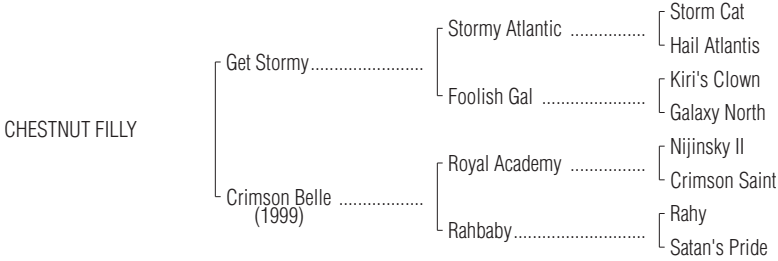 Storm Cat
Stormy Atlantic ................
Hail Atlantis
Get Stormy........................
Kiri's Clown
Foolish Gal ......................
Galaxy North
CHESTNUT FILLY
Nijinsky II
Royal Academy ................
Crimson Saint
Crimson Belle ..................
(1999)
Rahy
Rahbaby............................
Satan's Pride